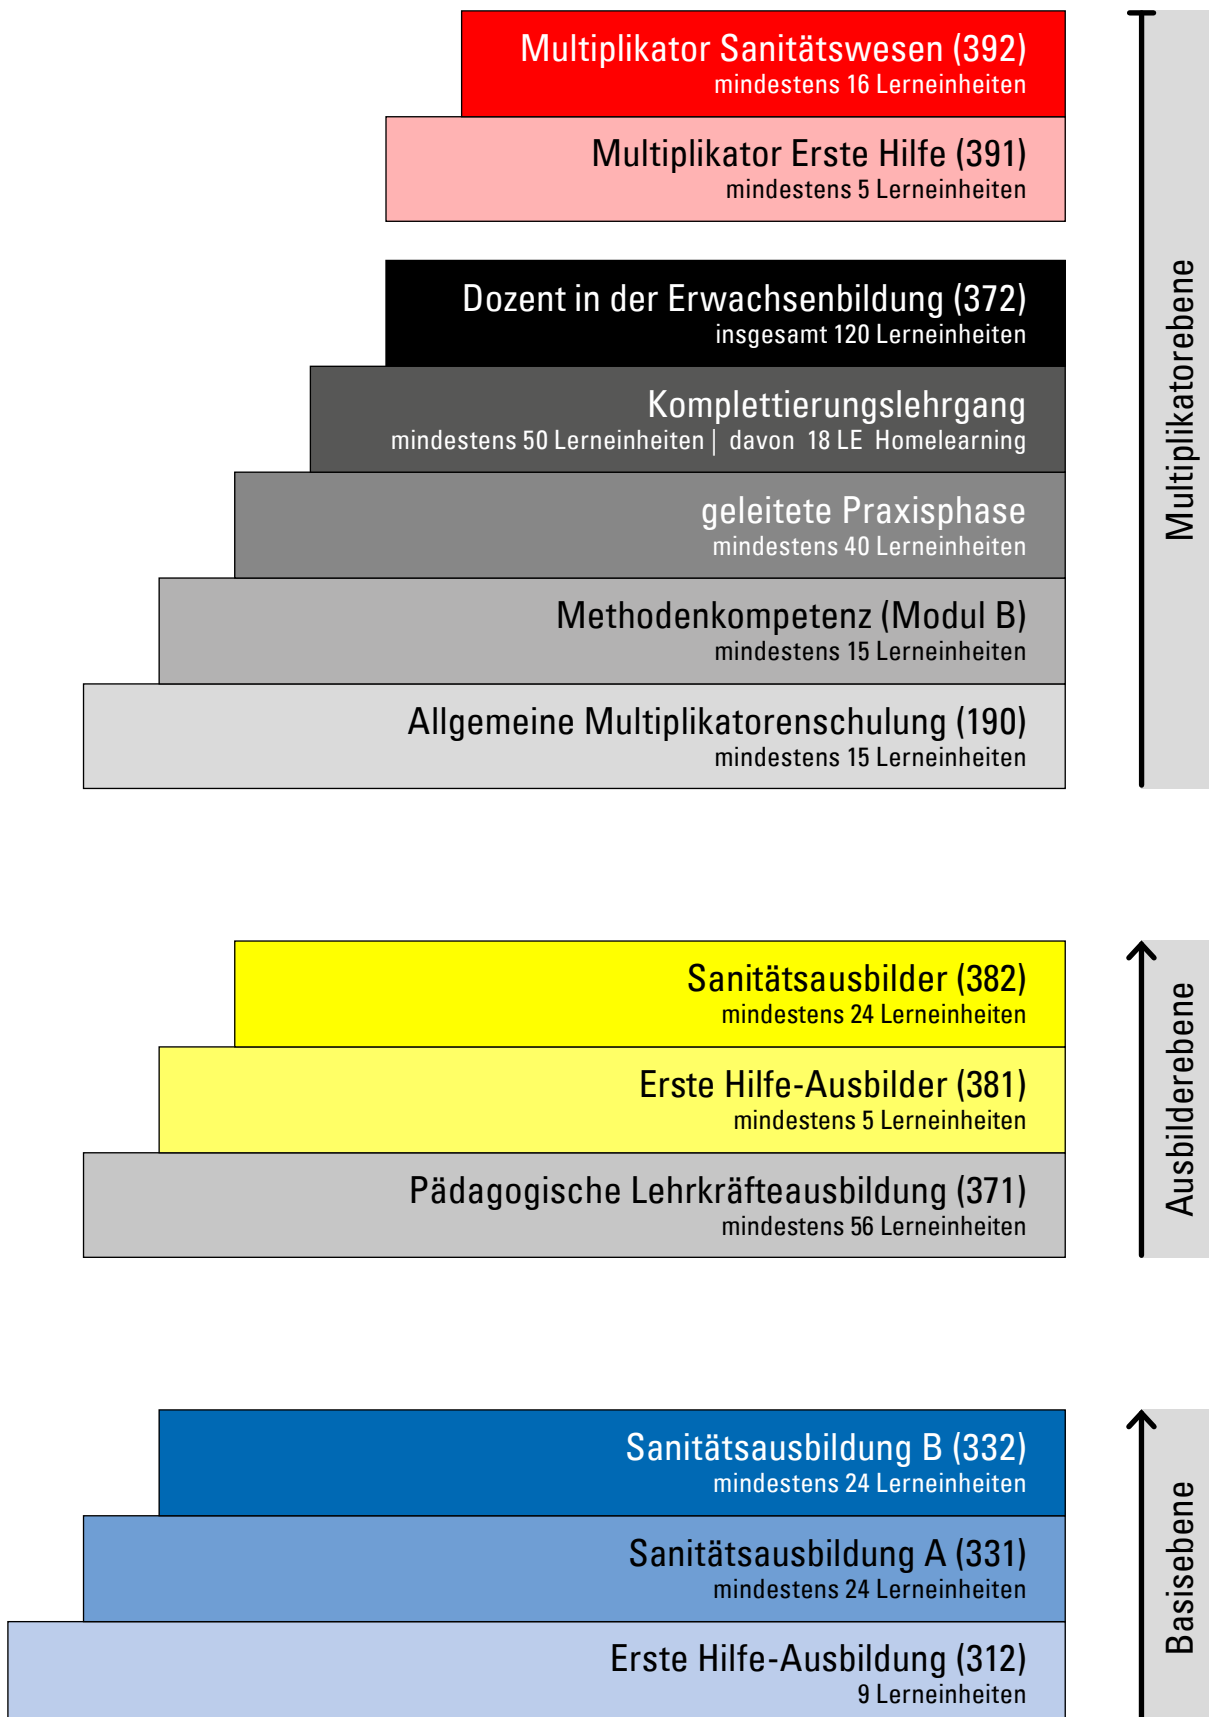 Multiplikator Sanitätswesen (392)
mindestens 16 Lerneinheiten
Multiplikator Erste Hilfe (391)
mindestens 5 Lerneinheiten
Dozent in der Erwachsenbildung (372)
insgesamt 120 Lerneinheiten
Komplettierungslehrgang
mindestens 50 Lerneinheiten | davon 18 LE Homelearning
geleitete Praxisphase
mindestens 40 Lerneinheiten
Methodenkompetenz (Modul B)
mindestens 15 Lerneinheiten
Allgemeine Multiplikatorenschulung (190)
mindestens 15 Lerneinheiten
Multiplikatorebene
Sanitätsausbilder (382)
mindestens 24 Lerneinheiten
Erste Hilfe-Ausbilder (381)
mindestens 5 Lerneinheiten
Pädagogische Lehrkräfteausbildung (371)
mindestens 56 Lerneinheiten
Ausbilderebene
Sanitätsausbildung B (332)
mindestens 24 Lerneinheiten
Sanitätsausbildung A (331)
mindestens 24 Lerneinheiten
Erste Hilfe-Ausbildung (312)
9 Lerneinheiten
Basisebene